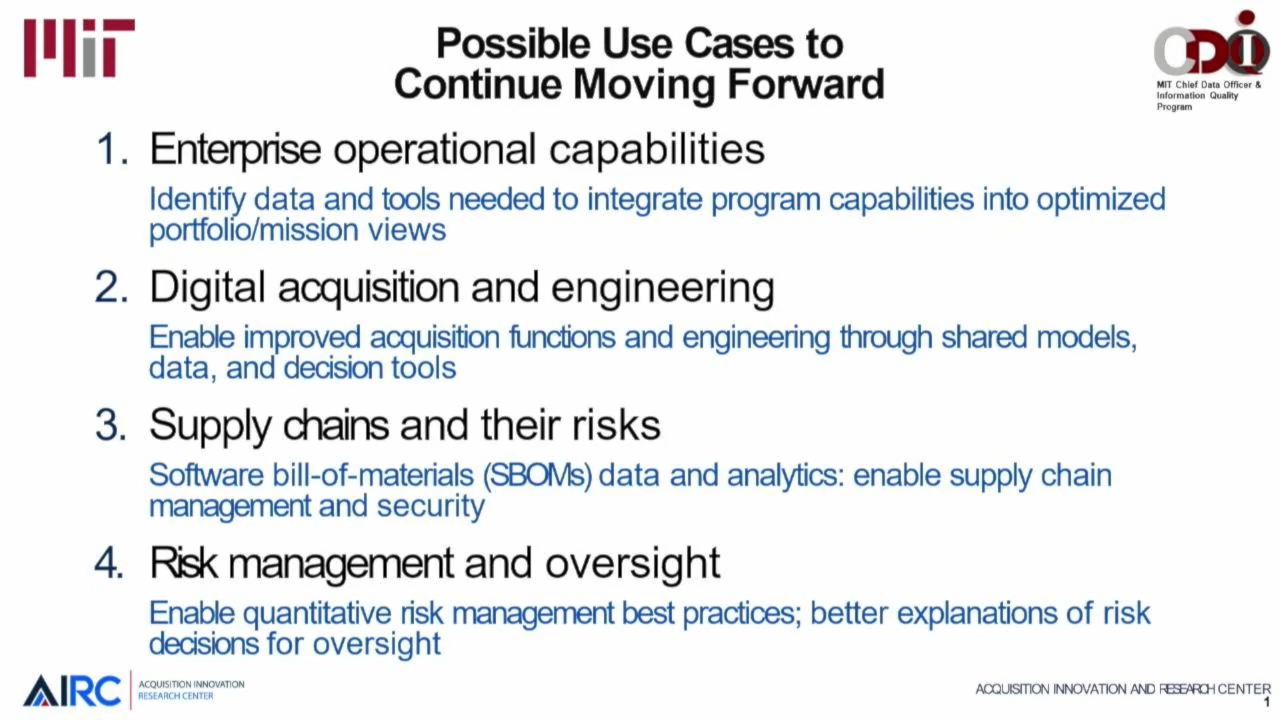 MIT
Possible Use Cases to
Continue Moving Forward
CDOIQ
MIT Chief Data Officer &
Information Quality
Program
1. Enterprise operational capabilities
Identify data and tools needed to integrate program capabilities into optimized
portfolio/mission views
2. Digital acquisition and engineering
Enable improved acquisition functions and engineering through shared models,
data, and decision tools
3. Supply chains and their risks
Software bill-of-materials (SBOMs) data and analytics: enable supply chain
management and security
4. Risk management and oversight
Enable quantitative risk management best practices; better explanations of risk
decisions for oversight
AIRC
ACQUISITION INNOVATION
RESEARCH CENTER
ACQUISITION INNOVATION AND RESEARCH CENTER
1